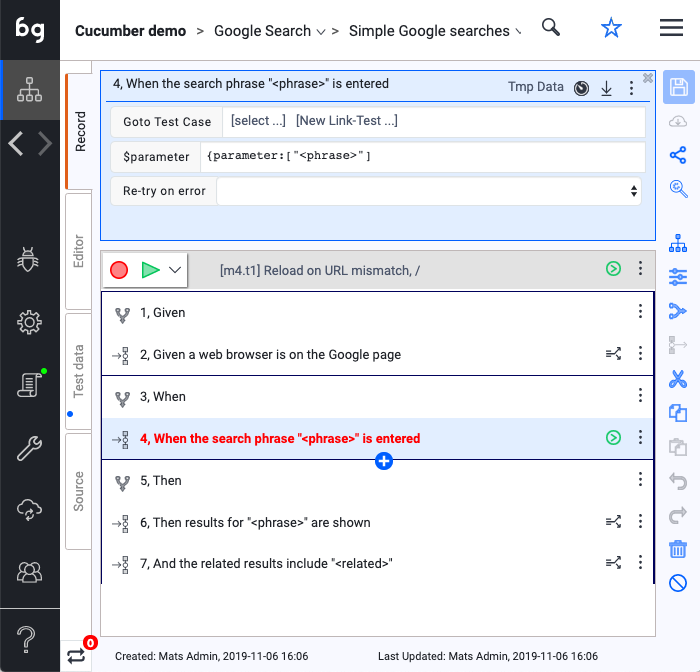 bg
Cucumber demo > Google Search > Simple Google searches
Record
Editor
Test data
Source
4, When the search phrase "<phrase>" is entered
Tmp Data
Goto Test Case [select ...] [New Link-Test ...]
$parameter {parameter:["<phrase>"]
Re-try on error
[m4.t1] Reload on URL mismatch, /
1, Given
2, Given a web browser is on the Google page
3, When
4, When the search phrase "<phrase>" is entered
5, Then
6, Then results for "<phrase>" are shown
7, And the related results include "<related>"
0
Created: Mats Admin, 2019-11-06 16:06 Last Updated: Mats Admin, 2019-11-06 16:06